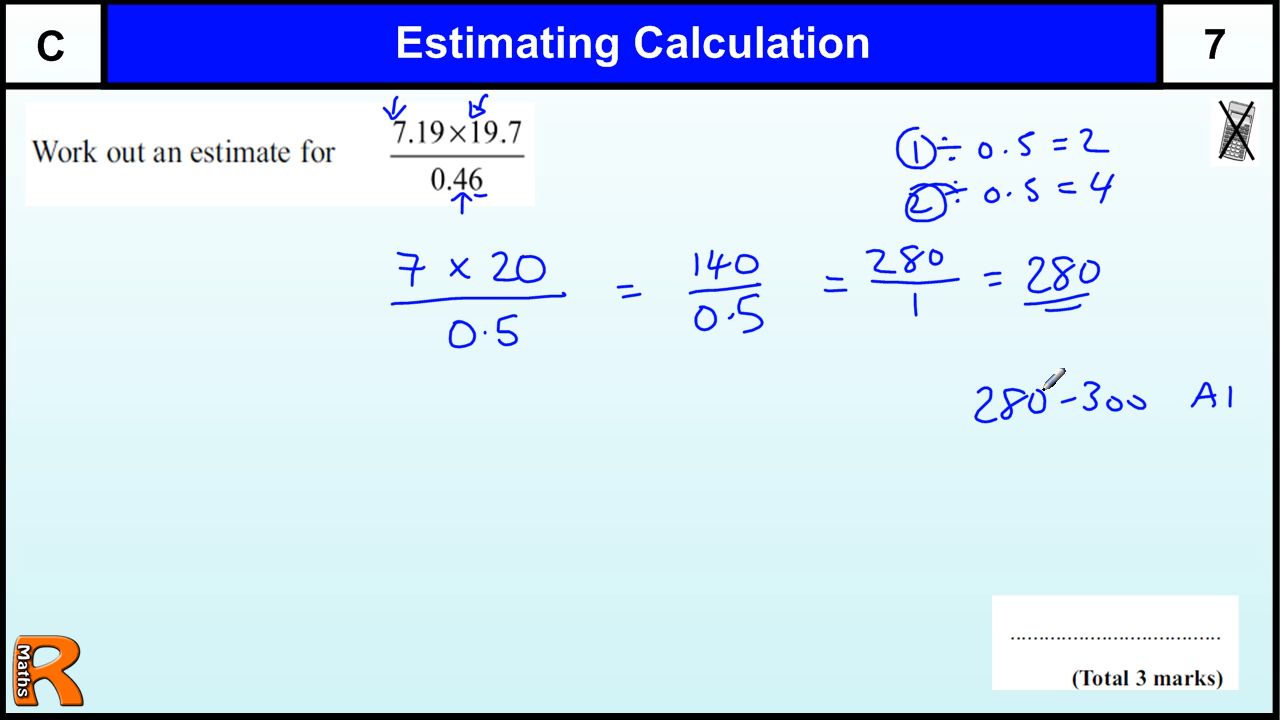 C
Estimating Calculation
7
Work out an estimate for
7.19×19.7
0.46
① ÷ 0.5 = 2
② ÷ 0.5 = 4
7 × 20
0.5
=
140
0.5
=
280
1
= 280
280-300 A1
(Total 3 marks)
Maths
R